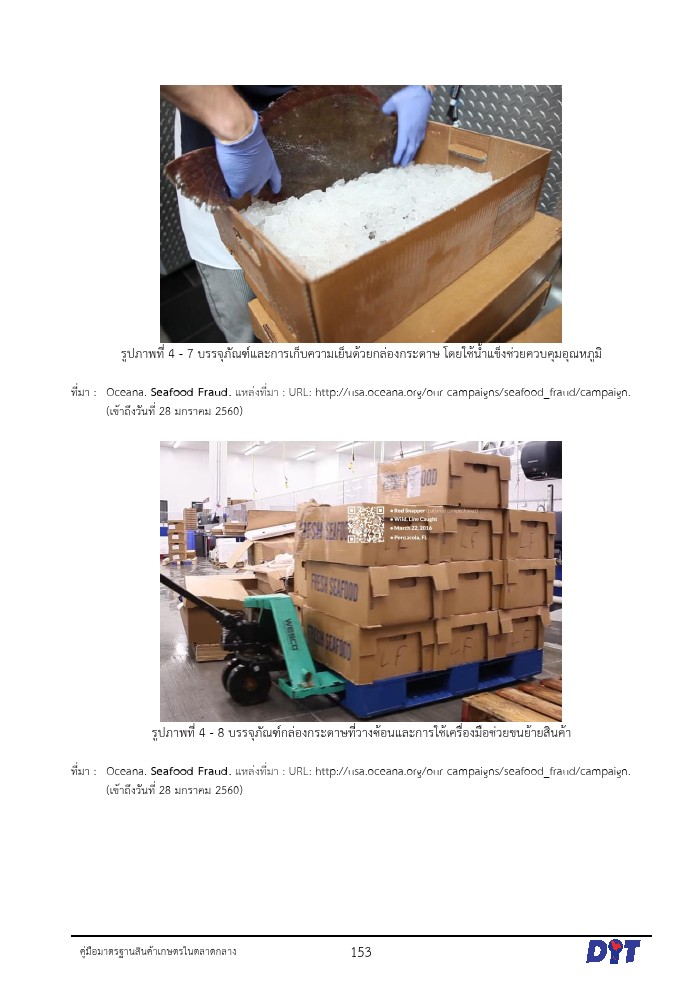 รูปภาพที่ 4 - 7 บรรจุภัณฑ์และการเก็บความเย็นด้วยกล่องกระดาษ โดยใช้น้ำแข็งช่วยควบคุมอุณหภูมิ
ที่มา : Oceana. Seafood Fraud. แหล่งที่มา : URL: http://usa.oceana.org/our campaigns/seafood_fraud/campaign.
(เข้าถึงวันที่ 28 มกราคม 2560)
FOOD
FRESH SEAFOOD
• Red Snapper
• Wild, Line Caught
• March 22, 2016
• Pensacola, FL
LF LF
FRESH SEAFOOD
WESCO
FRESH SEAFOOD
LF LF LF
รูปภาพที่ 4 - 8 บรรจุภัณฑ์กล่องกระดาษที่วางซ้อนและการใช้เครื่องมือช่วยขนย้ายสินค้า
ที่มา : Oceana. Seafood Fraud. แหล่งที่มา : URL: http://usa.oceana.org/our campaigns/seafood_fraud/campaign.
(เข้าถึงวันที่ 28 มกราคม 2560)
คู่มือมาตรฐานสินค้าเกษตรในตลาดกลาง 153 DIT